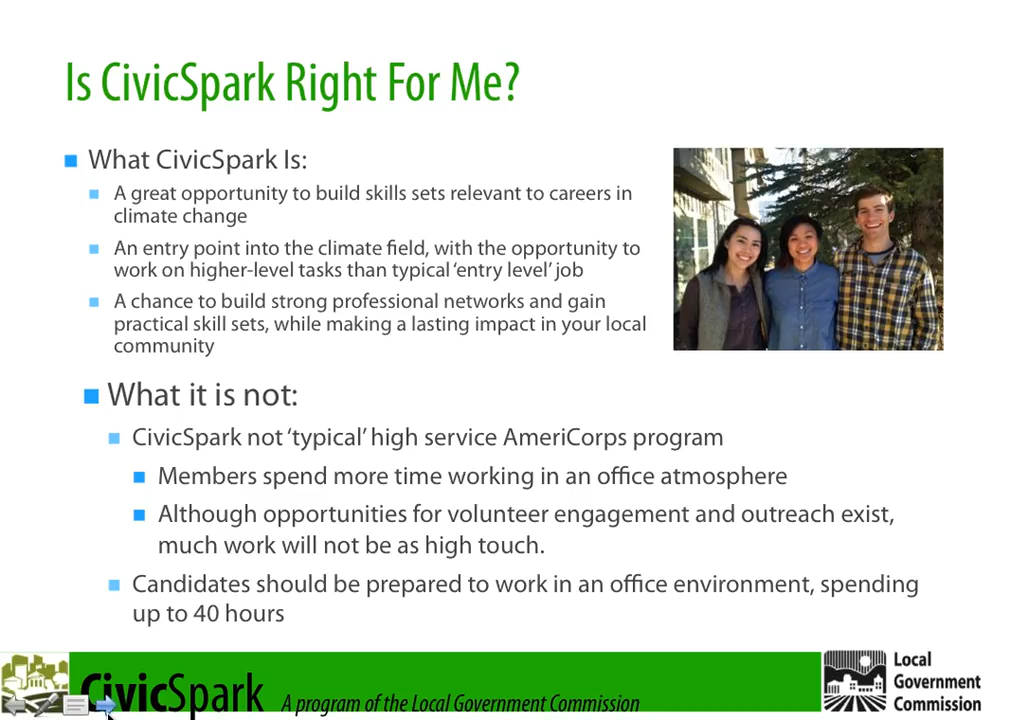 Is CivicSpark Right For Me?
What CivicSpark Is:
A great opportunity to build skills sets relevant to careers in
climate change
An entry point into the climate field, with the opportunity to
work on higher-level tasks than typical ‘entry level’ job
A chance to build strong professional networks and gain
practical skill sets, while making a lasting impact in your local
community
What it is not:
CivicSpark not ‘typical’ high service AmeriCorps program
Members spend more time working in an office atmosphere
Although opportunities for volunteer engagement and outreach exist,
much work will not be as high touch.
Candidates should be prepared to work in an office environment, spending
up to 40 hours
CivicSpark A program of the Local Government Commission
Local
Government
Commission